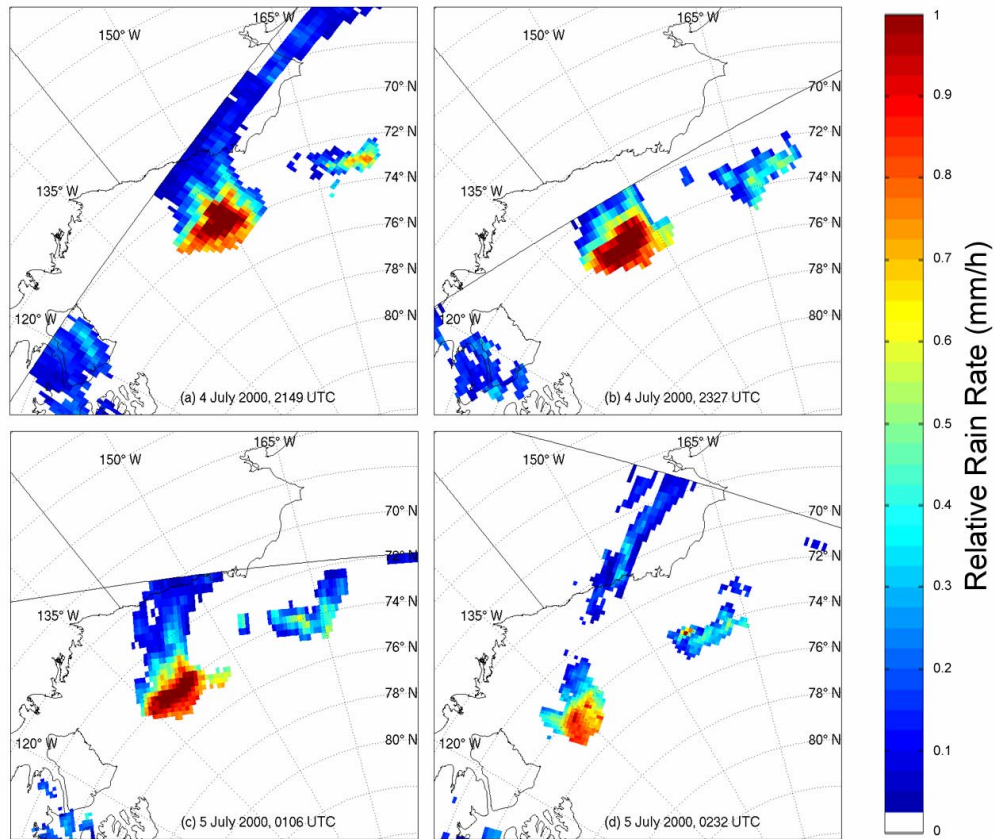 165° W
150° W
70° N
72° N
74° N
135° W
76° N
78° N
120° W
80° N
(a) 4 July 2000, 2149 UTC
165° W
150° W
70° N
72° N
74° N
135° W
76° N
78° N
120° W
80° N
(b) 4 July 2000, 2327 UTC
165° W
150° W
70° N
72° N
74° N
135° W
76° N
78° N
120° W
80° N
(c) 5 July 2000, 0106 UTC
165° W
150° W
70° N
72° N
74° N
135° W
76° N
78° N
120° W
80° N
(d) 5 July 2000, 0232 UTC
1
0.9
0.8
0.7
0.6
0.5
0.4
0.3
0.2
0.1
0
Relative Rain Rate (mm/h)